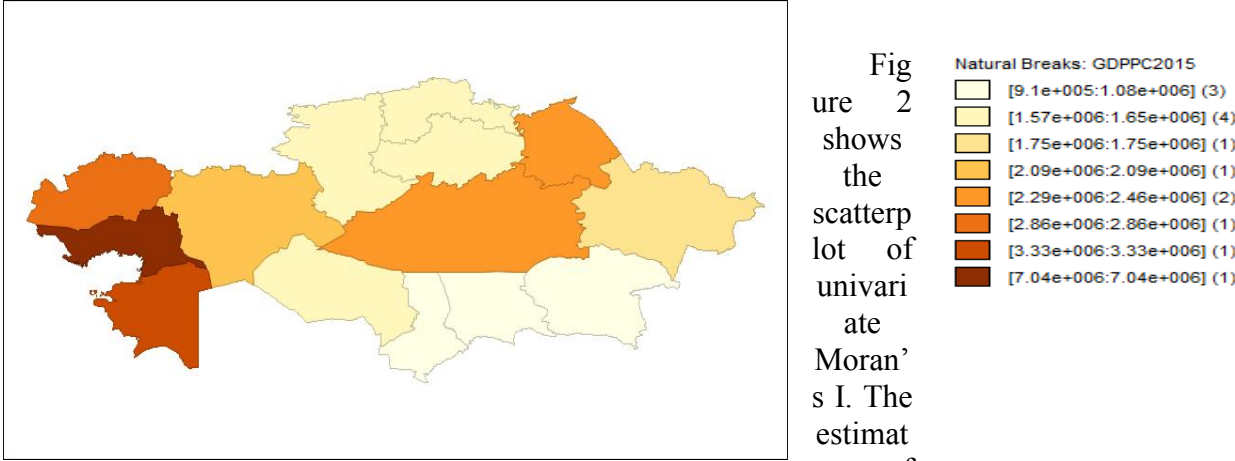 Fig
ure 2
shows
the
scatterp
lot of
univari
ate
Moran’
s I. The
estimat
Natural Breaks: GDPPC2015
[9.1e+005:1.08e+006] (3)
[1.57e+006:1.65e+006] (4)
[1.75e+006:1.75e+006] (1)
[2.09e+006:2.09e+006] (1)
[2.29e+006:2.46e+006] (2)
[2.86e+006:2.86e+006] (1)
[3.33e+006:3.33e+006] (1)
[7.04e+006:7.04e+006] (1)